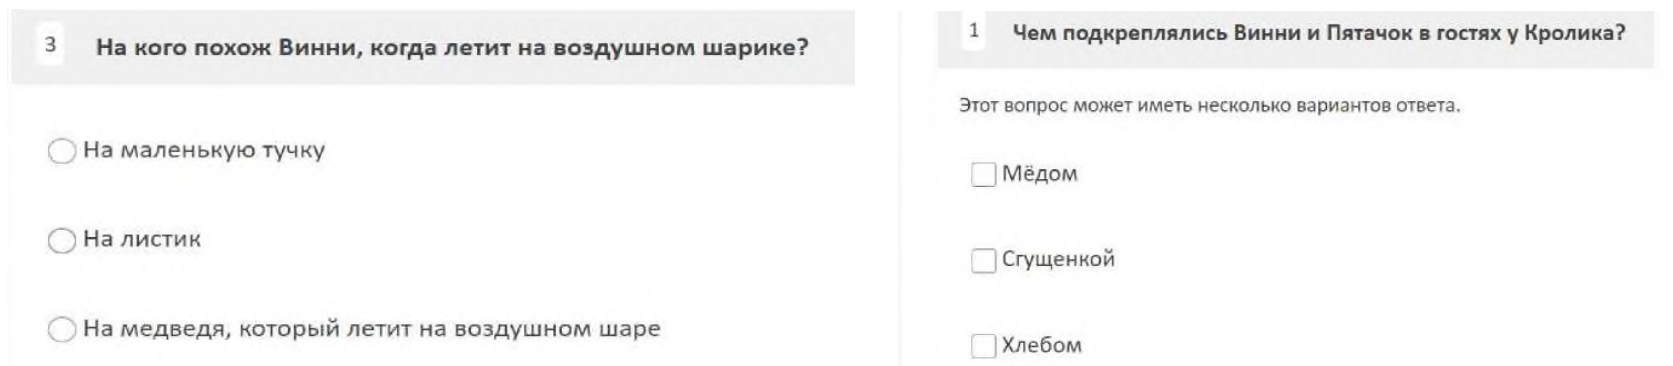 3 На кого похож Винни, когда летит на воздушном шарике?
На маленькую тучку
На листик
На медведя, который летит на воздушном шаре
1 Чем подкреплялись Винни и Пятачок в гостях у Кролика?
Этот вопрос может иметь несколько вариантов ответа.
Мёдом
Сгущенкой
Хлебом